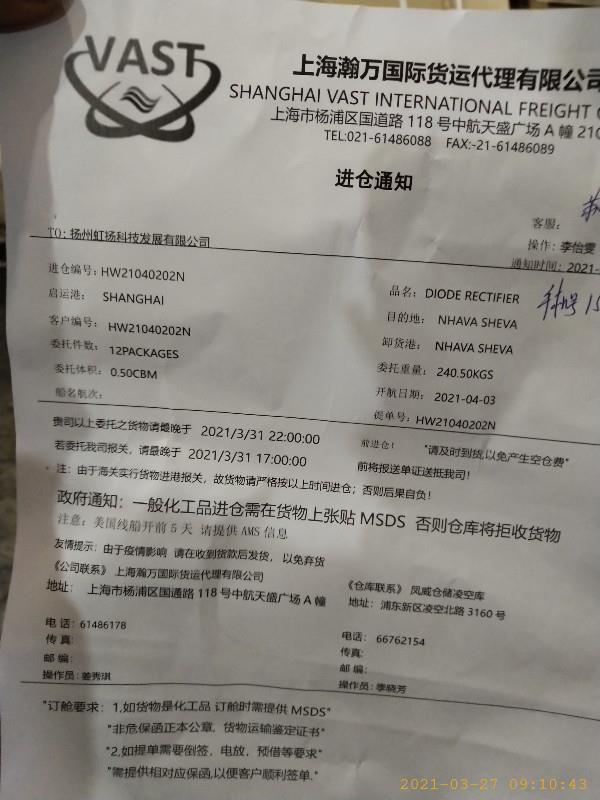 VAST
上海瀚万国际货运代理有限公司
SHANGHAI VAST INTERNATIONAL FREIGHT
上海市杨浦区国道路 118 号中航天盛广场 A 幢 210
TEL:021-61486088 FAX:-21-61486089
进仓通知
客服:
TO: 扬州虹扬科技发展有限公司
操作: 李怡雯
通知时间: 2021-
进仓编号: HW21040202N
品名: DIODE RECTIFIER
手机号 15
启运港: SHANGHAI
目的地: NHAVA SHEVA
客户编号: HW21040202N
卸货港: NHAVA SHEVA
委托件数: 12PACKAGES
委托重量: 240.50KGS
委托体积: 0.50CBM
开航日期: 2021-04-03
船名航次:
提单号: HW21040202N
贵司以上委托之货物请最晚于 2021/3/31 22:00:00 前进仓! "请及时到货,以免产生空仓费"
若委托我司报关, 请最晚于 2021/3/31 17:00:00 前将报送单证送抵我司!
注: 由于海关实行货物进港报关, 故货物请严格按以上时间进仓; 否则后果自负!
政府通知: 一般化工品进仓需在货物上张贴 MSDS 否则仓库将拒收货物
注意: 美国线船开前 5 天 请提供 AMS 信息
友情提示: 由于疫情影响 请在收到货款后发货, 以免弃货
《公司联系》 上海瀚万国际货运代理有限公司
《仓库联系》 凤威仓储凌空库
地址: 上海市杨浦区国通路 118 号中航天盛广场 A 幢
地址: 浦东新区凌空北路 3160 号
电 话: 61486178
电话: 66762154
传 真:
传真:
邮 编:
邮 编:
操作员: 姜秀琪
操作员: 季晓芳
"订舱要求: 1,如货物是化工品 订舱时需提供 MSDS"
"非危保函正本公章, 货物运输鉴定证书"
"2,如提单需要倒签, 电放, 预借等要求"
"需提供相对应保函,以便客户顺利签单."
2021-03-27 09:10:43